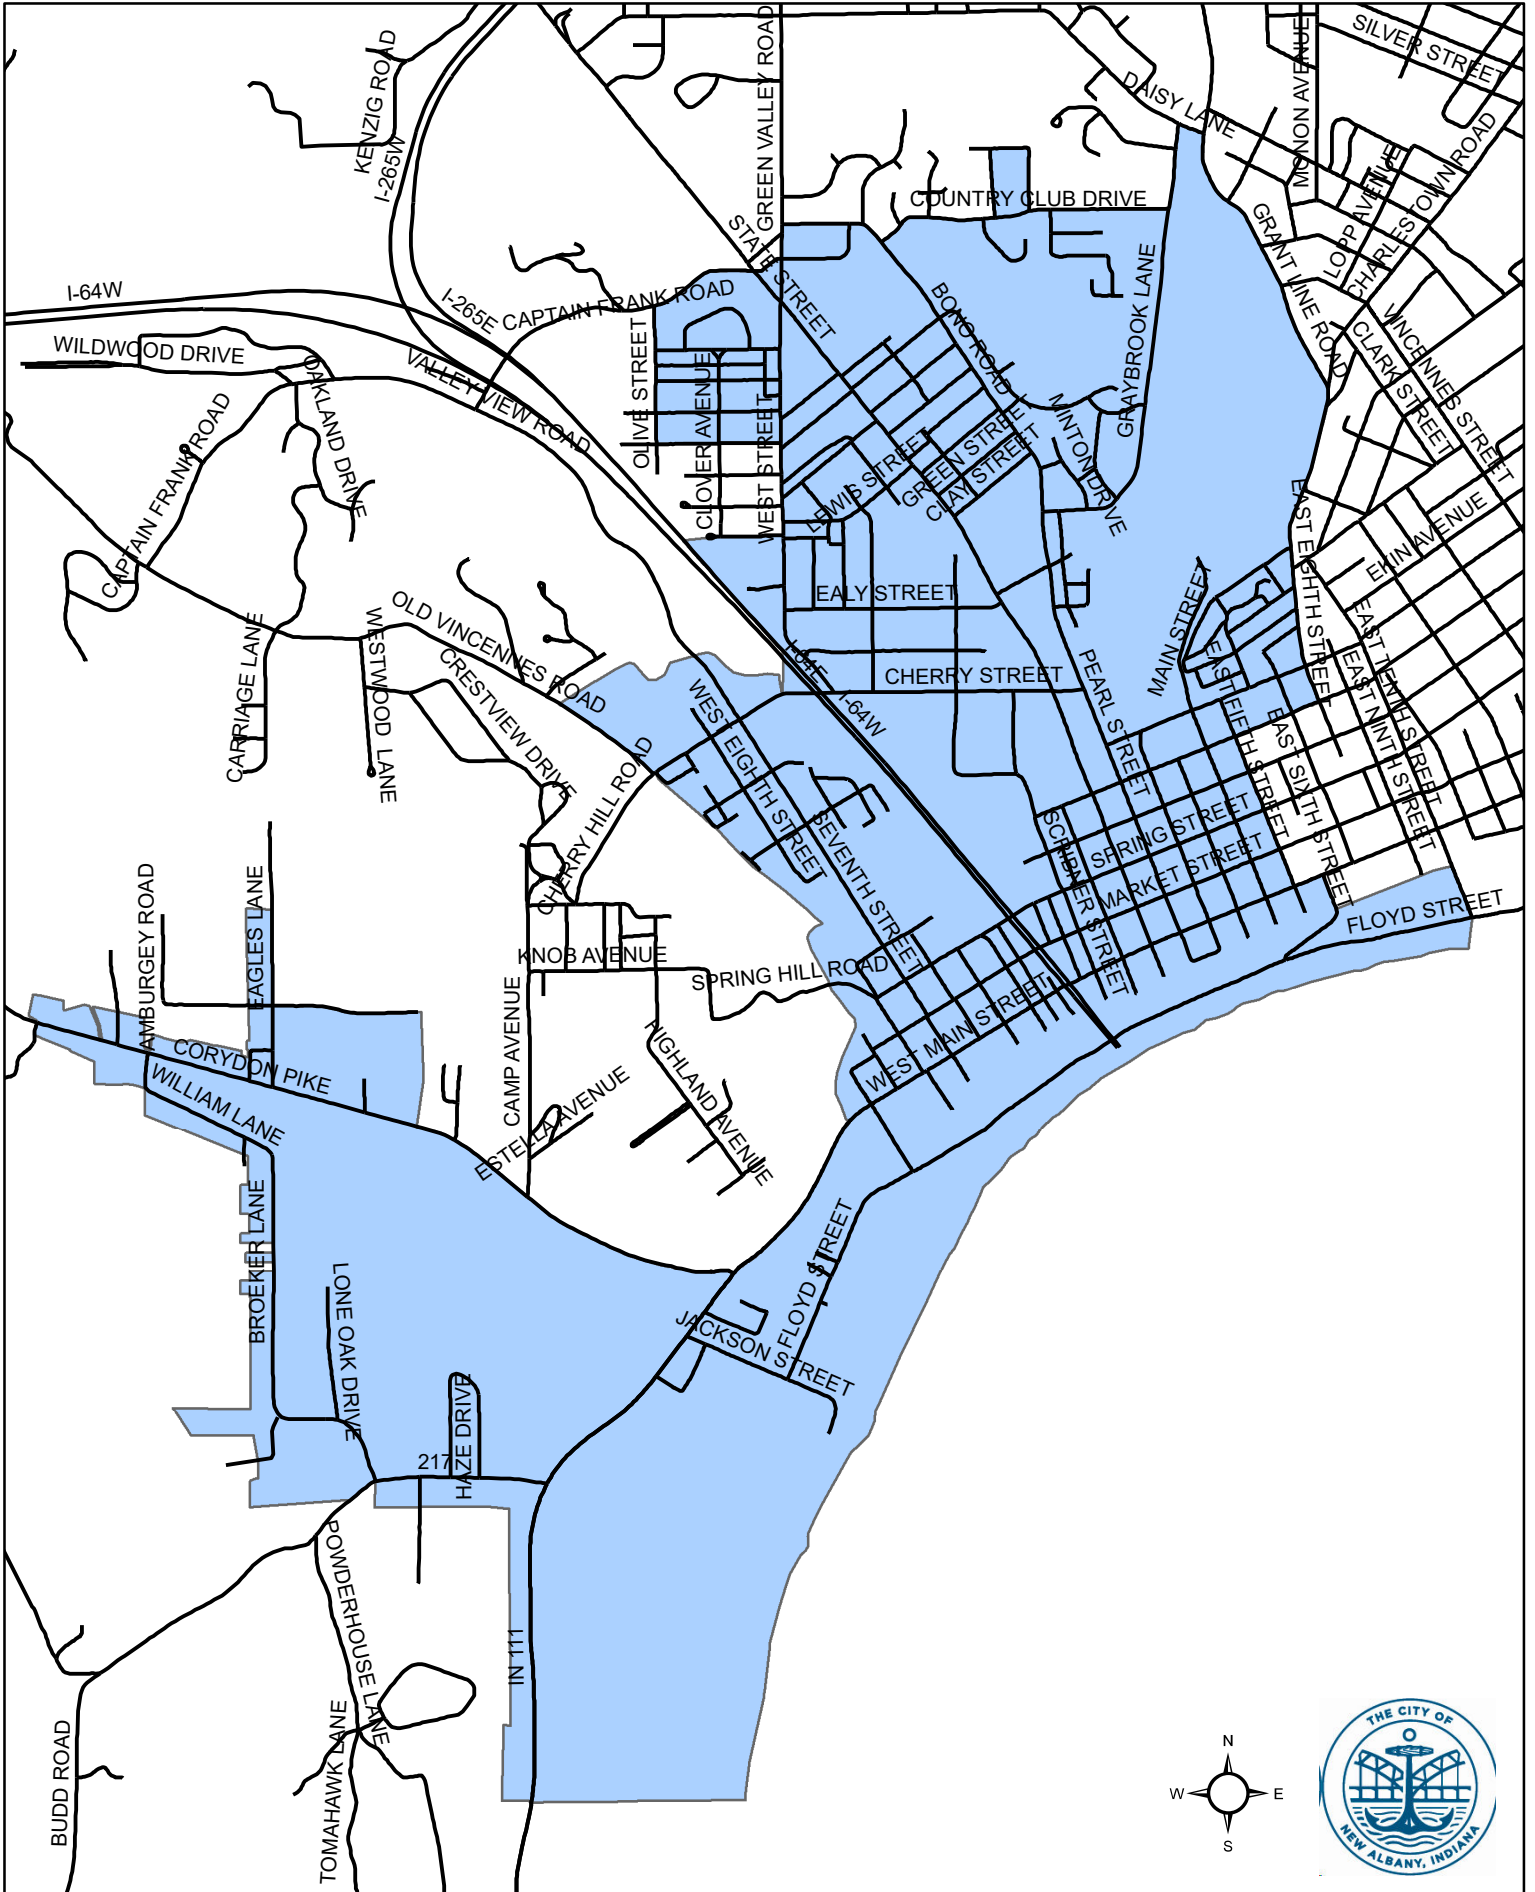 SILVER STREET
KENZIG ROAD
GREEN VALLEY ROAD
MONON AVENUE
DAISY LANE
I-265W
COUNTRY CLUB DRIVE
LOPP AVENUE
CHARLESTOWN ROAD
STATE STREET
GRANT LINE ROAD
I-64W
I-265E
CAPTAIN FRANK ROAD
BONO ROAD
GRAYBROOK LANE
VINCENNES STREET
CLARK STREET
WILDWOOD DRIVE
OAKLAND DRIVE
VALLEY VIEW ROAD
OLIVE STREET
CLOVER AVENUE
WEST STREET
MINTON DRIVE
CAPTAIN FRANK ROAD
LEWIS STREET
GREEN STREET
CLAY STREET
EAST EIGHTH STREET
EKIN AVENUE
EALY STREET
MAIN STREET
OLD VINCENNES ROAD
CARRIAGE LANE
WESTWOOD LANE
CRESTVIEW DRIVE
I-64E
I-64W
CHERRY STREET
PEARL STREET
EAST FIFTH STREET
EAST SIXTH STREET
EAST NINTH STREET
EAST TENTH STREET
WEST EIGHTH STREET
CHERRY HILL ROAD
SEVENTH STREET
SCRIBNER STREET
SPRING STREET
MARKET STREET
FLOYD STREET
AMBURGEY ROAD
EAGLES LANE
KNOB AVENUE
SPRING HILL ROAD
CAMP AVENUE
HIGHLAND AVENUE
WEST MAIN STREET
CORYDON PIKE
WILLIAM LANE
ESTELLA AVENUE
BROEKER LANE
LONE OAK DRIVE
FLOYD STREET
JACKSON STREET
217
HAZE DRIVE
POWDERHOUSE LANE
IN 111
BUDD ROAD
TOMAHAWK LANE
N
W
E
S
THE CITY OF
NEW ALBANY, INDIANA